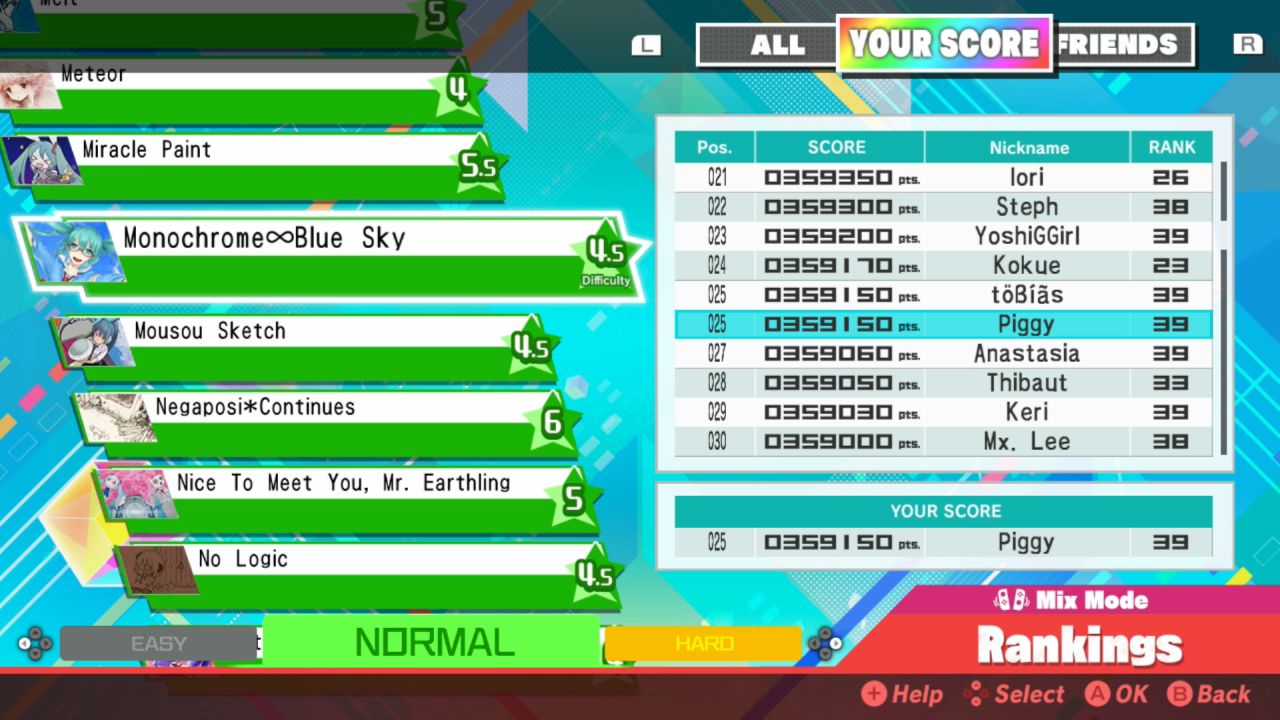 Melt
5
L
ALL
YOUR SCORE
FRIENDS
R
Meteor
4
Miracle Paint
5.5
Monochrome∞Blue Sky
4.5
Difficulty
Mousou Sketch
4.5
Negaposi*Continues
6
Nice To Meet You, Mr. Earthling
5
No Logic
4.5
Pos. SCORE Nickname RANK
021 0359350 pts. Iori 26
022 0359300 pts. Steph 38
023 0359200 pts. YoshiGGirl 39
024 0359170 pts. Kokue 23
025 0359150 pts. töBíãs 39
025 0359150 pts. Piggy 39
027 0359060 pts. Anastasia 39
028 0359050 pts. Thibaut 33
029 0359030 pts. Keri 39
030 0359000 pts. Mx. Lee 38
YOUR SCORE
025 0359150 pts. Piggy 39
Mix Mode
Rankings
EASY
NORMAL
HARD
+ Help Select A OK B Back